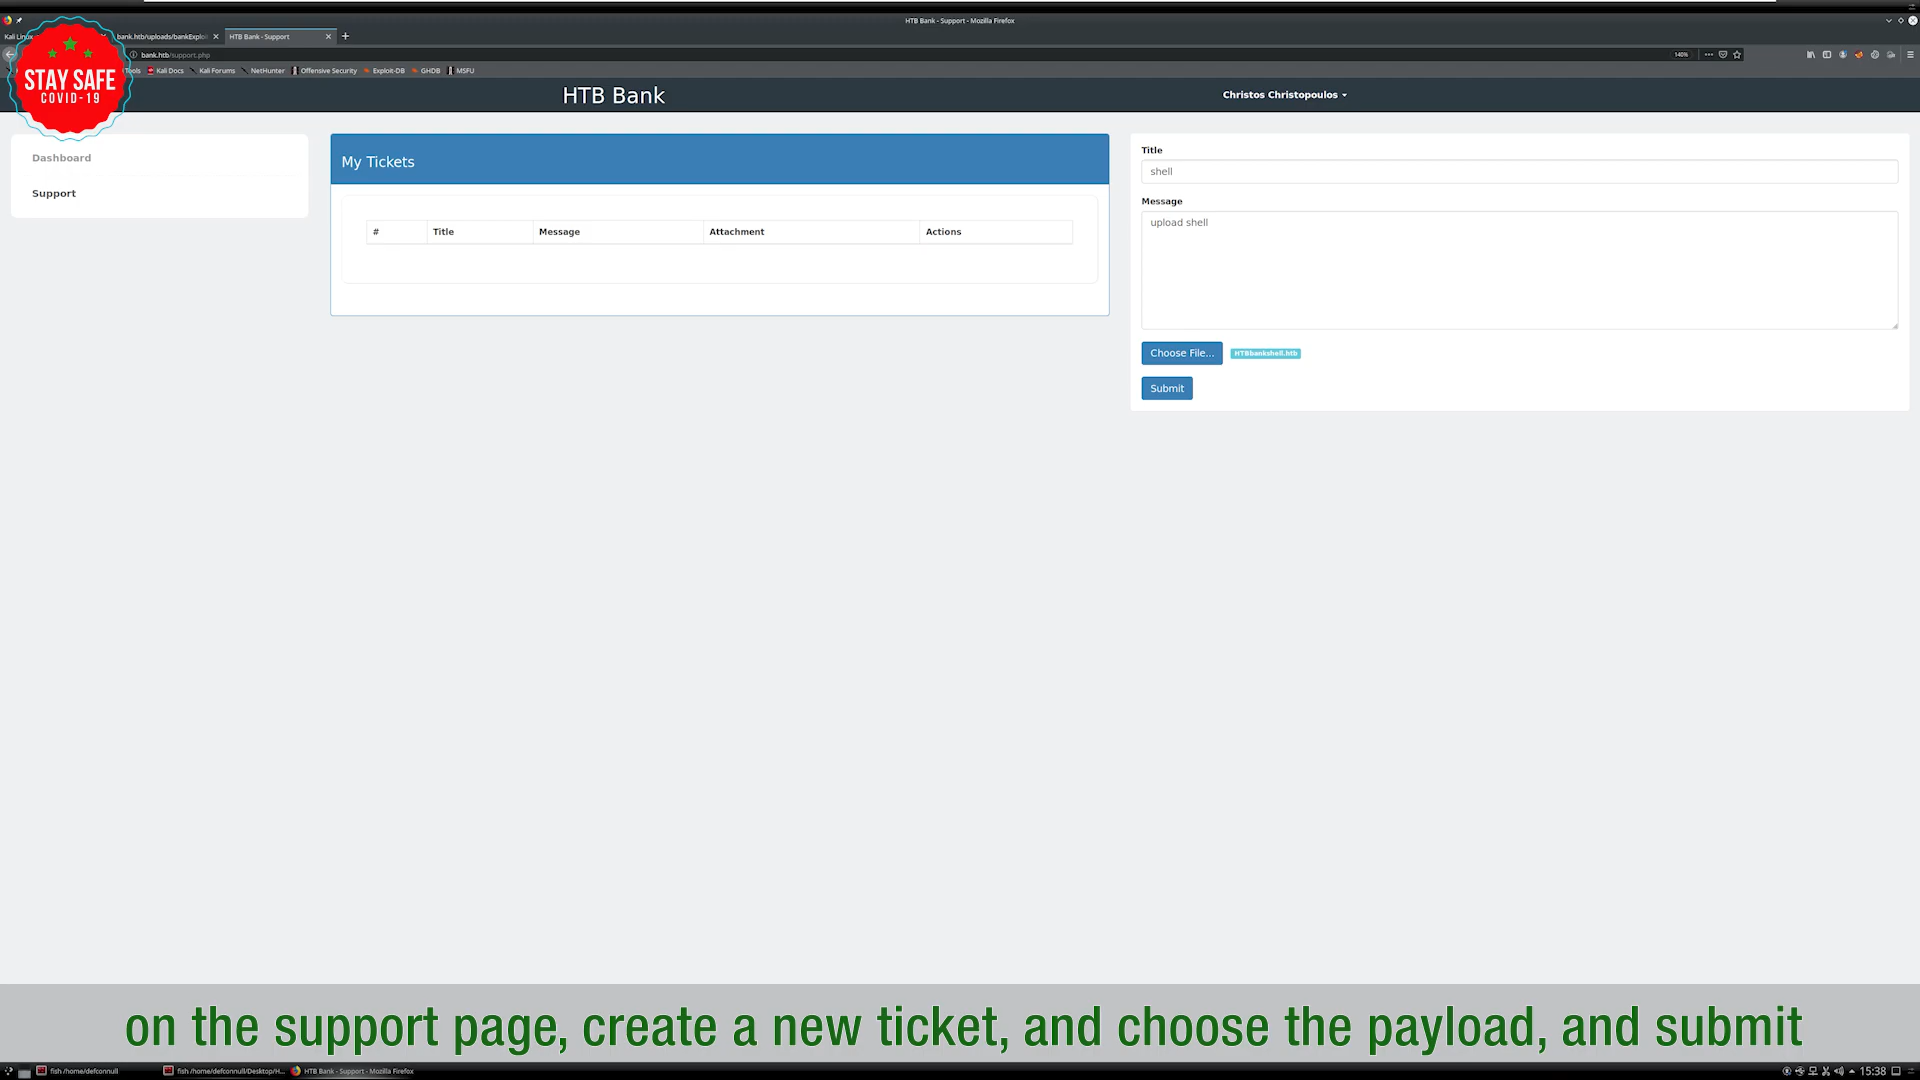 HTB Bank - Support - Mozilla Firefox
Kali Linux
bank.htb/uploads/bankExploi
HTB Bank - Support
bank.htb/support.php
140%
Tools
Kali Docs
Kali Forums
NetHunter
Offensive Security
Exploit-DB
GHDB
MSFU
STAY SAFE
COVID-19
HTB Bank
Christos Christopoulos
Dashboard
Support
My Tickets
# Title Message Attachment Actions
Title
shell
Message
upload shell
Choose File...
HTBbankshell.htb
Submit
on the support page, create a new ticket, and choose the payload, and submit
fish /home/defconnull
fish /home/defconnull/Desktop/H...
HTB Bank - Support - Mozilla Firefox
15:38